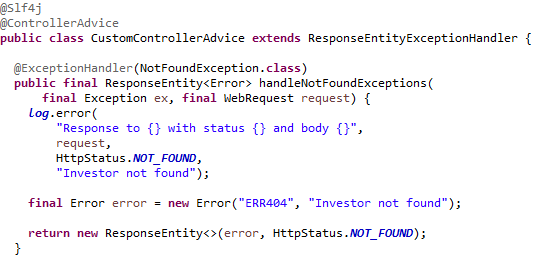 @Slf4j
@ControllerAdvice
public class CustomControllerAdvice extends ResponseEntityExceptionHandler {
@ExceptionHandler(NotFoundException.class)
public final ResponseEntity<Error> handleNotFoundExceptions(
final Exception ex, final WebRequest request) {
log.error(
"Response to {} with status {} and body {}",
request,
HttpStatus.NOT_FOUND,
"Investor not found");
final Error error = new Error("ERR404", "Investor not found");
return new ResponseEntity<>(error, HttpStatus.NOT_FOUND);
}